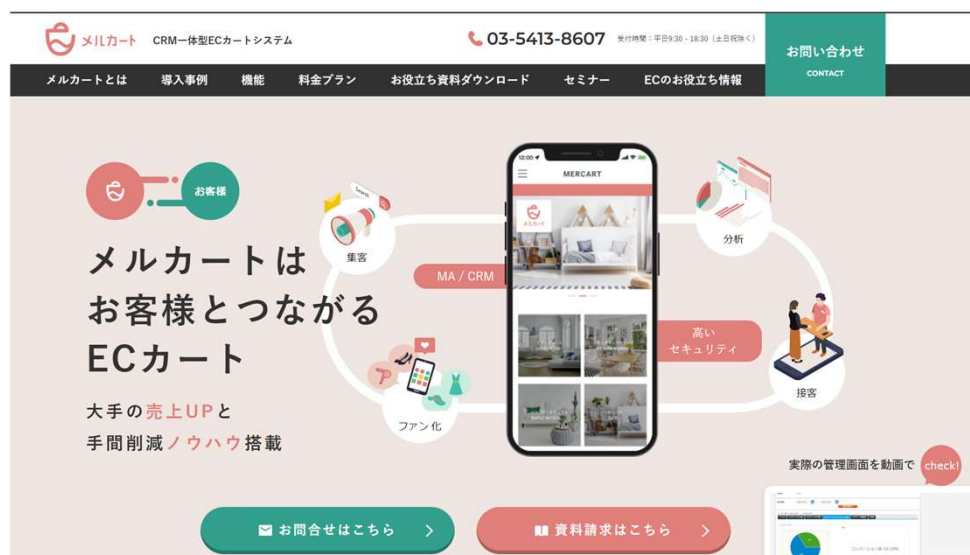 メルカート
CRM一体型ECカートシステム
03-5413-8607
受付時間：平日9:30 - 18:30（土日祝除く）
お問い合わせ
CONTACT
メルカートとは
導入事例
機能
料金プラン
お役立ち資料ダウンロード
セミナー
ECのお役立ち情報
お客様
メルカートは
お客様とつながる
ECカート
大手の売上UPと
手間削減ノウハウ搭載
Search
集客
MA / CRM
ファン化
12:00
MERCART
メルカート
分析
高い
セキュリティ
接客
実際の管理画面を動画で
check!
お問合せはこちら
資料請求はこちら